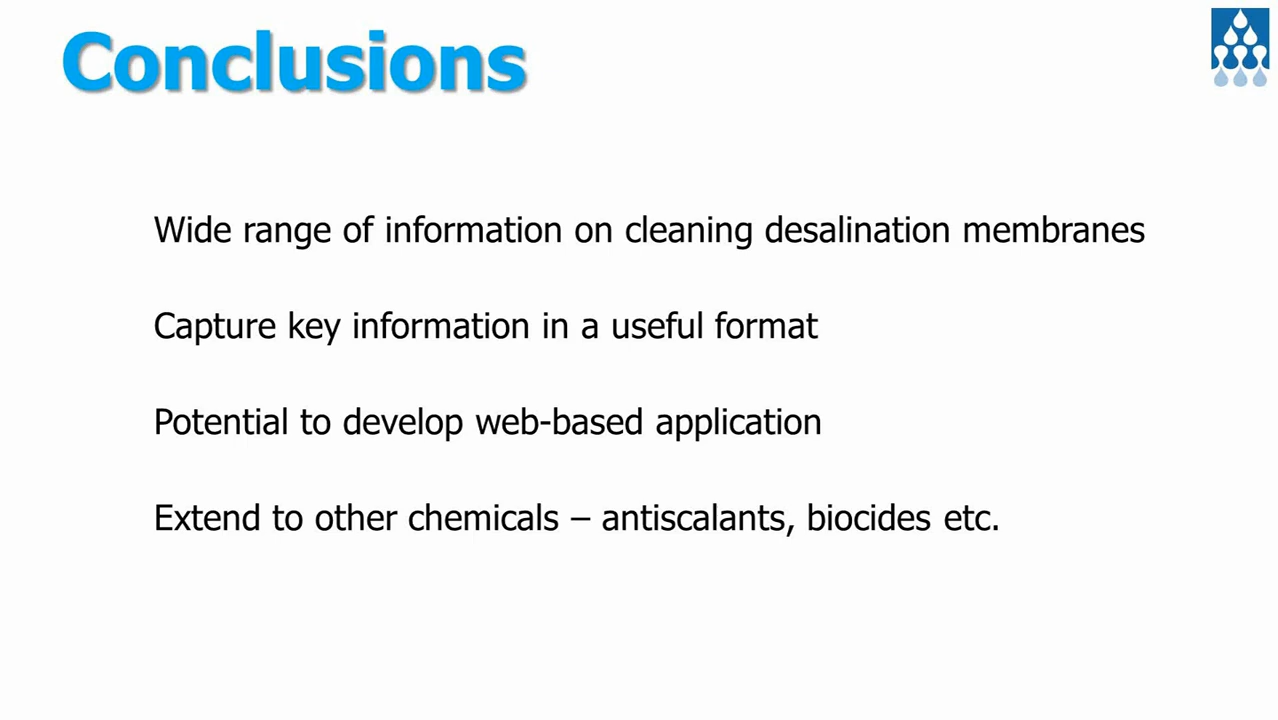 Conclusions
Wide range of information on cleaning desalination membranes
Capture key information in a useful format
Potential to develop web-based application
Extend to other chemicals – antiscalants, biocides etc.